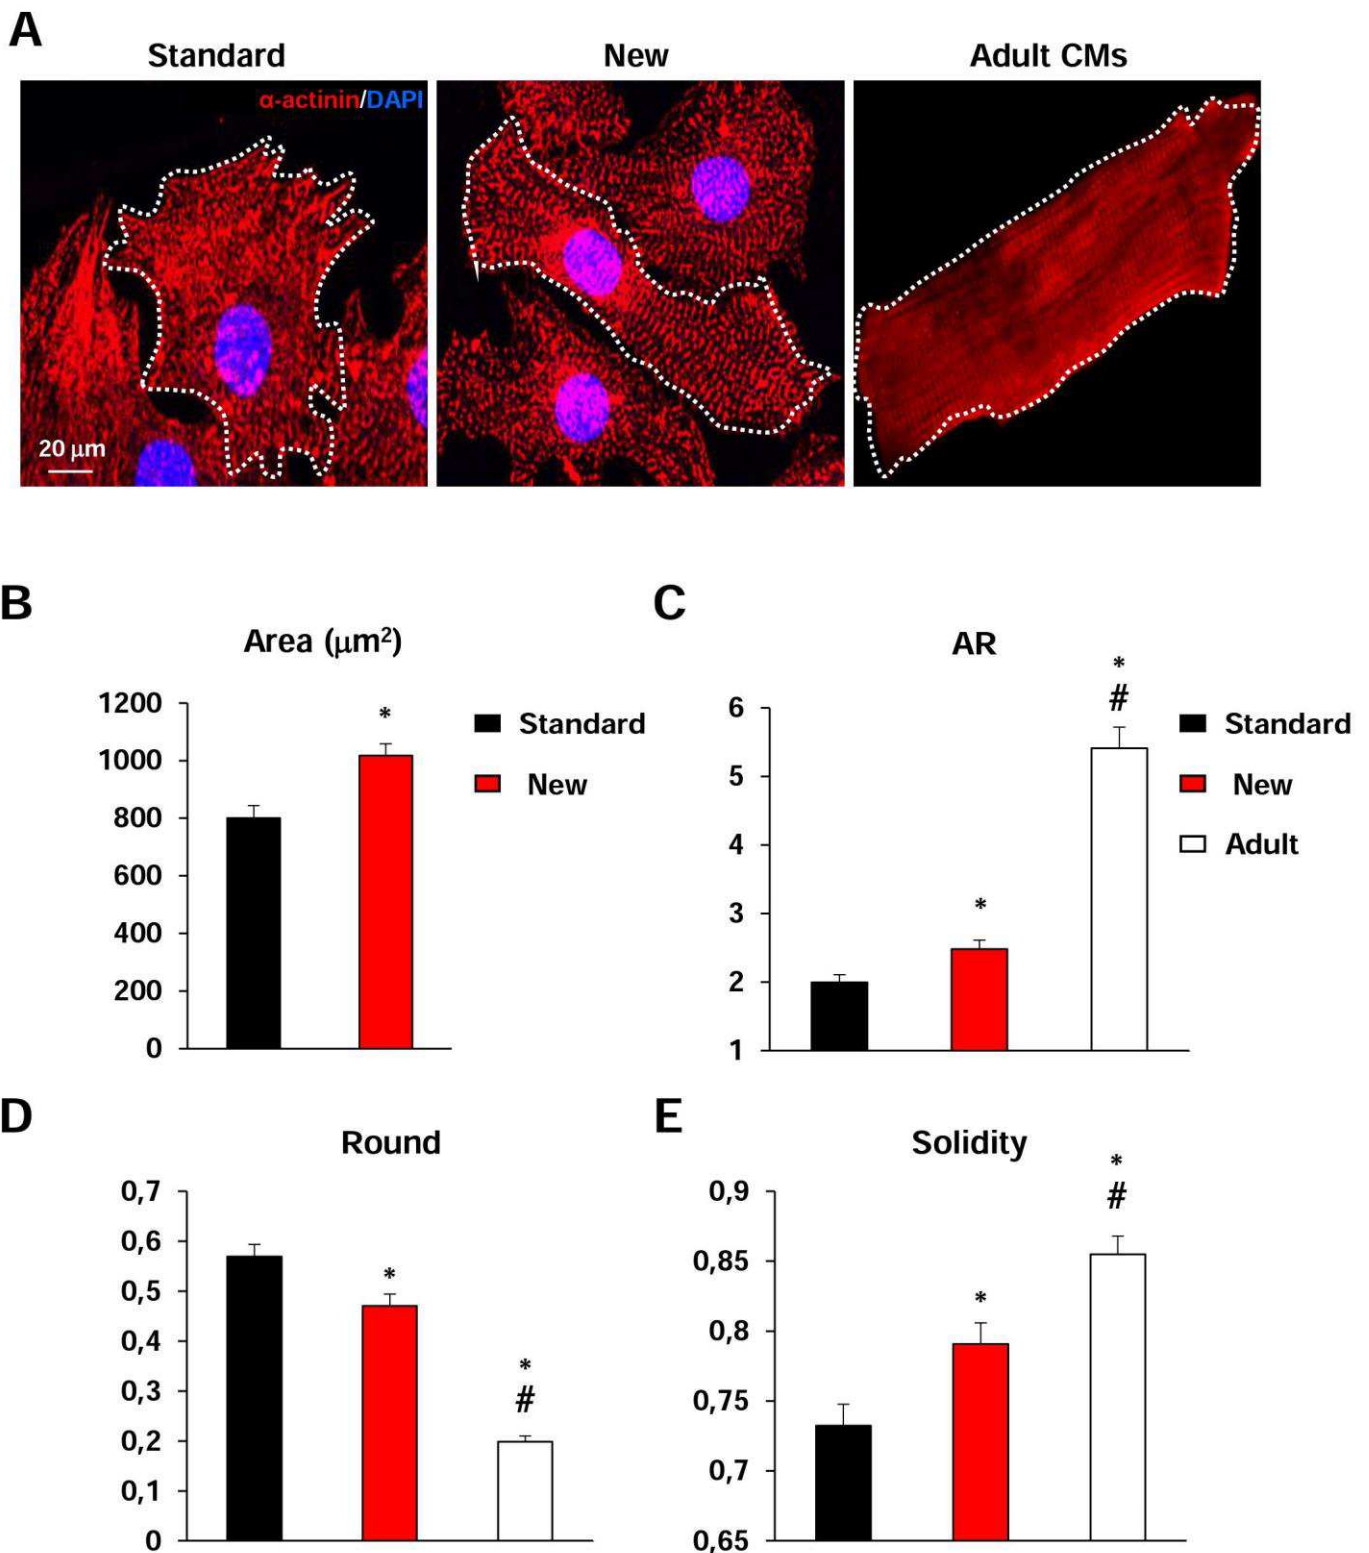 A
Standard New Adult CMs
α-actinin/DAPI
20 μm
B
Area (μm²)
1200
1000
800
600
400
200
0
*
Standard
New
C
AR
6
5
4
3
2
1
*
*
#
Standard
New
Adult
D
Round
0,7
0,6
0,5
0,4
0,3
0,2
0,1
0
*
*
#
E
Solidity
0,9
0,85
0,8
0,75
0,7
0,65
*
*
#